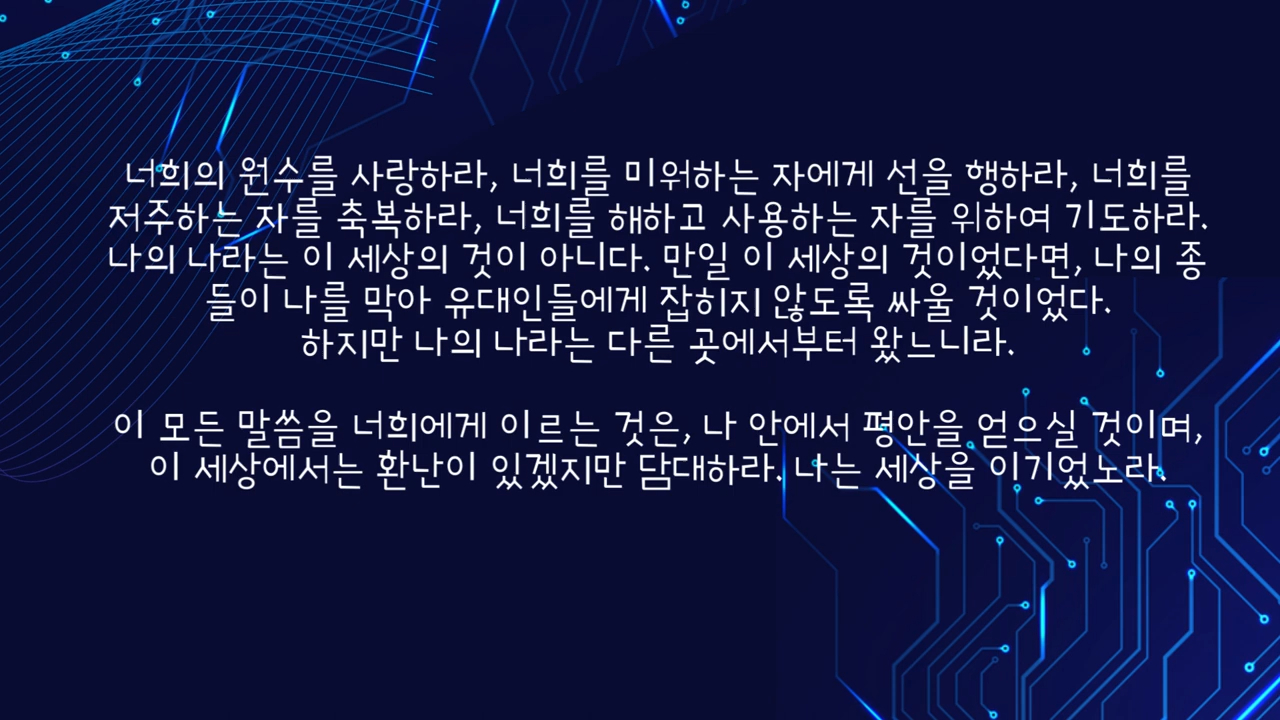 너희의 원수를 사랑하라, 너희를 미워하는 자에게 선을 행하라, 너희를
저주하는 자를 축복하라, 너희를 해하고 사용하는 자를 위하여 기도하라.
나의 나라는 이 세상의 것이 아니다. 만일 이 세상의 것이었다면, 나의 종
들이 나를 막아 유대인들에게 잡히지 않도록 싸울 것이었다.
하지만 나의 나라는 다른 곳에서부터 왔느니라.
이 모든 말씀을 너희에게 이르는 것은, 나 안에서 평안을 얻으실 것이며,
이 세상에서는 환난이 있겠지만 담대하라. 나는 세상을 이기었노라.